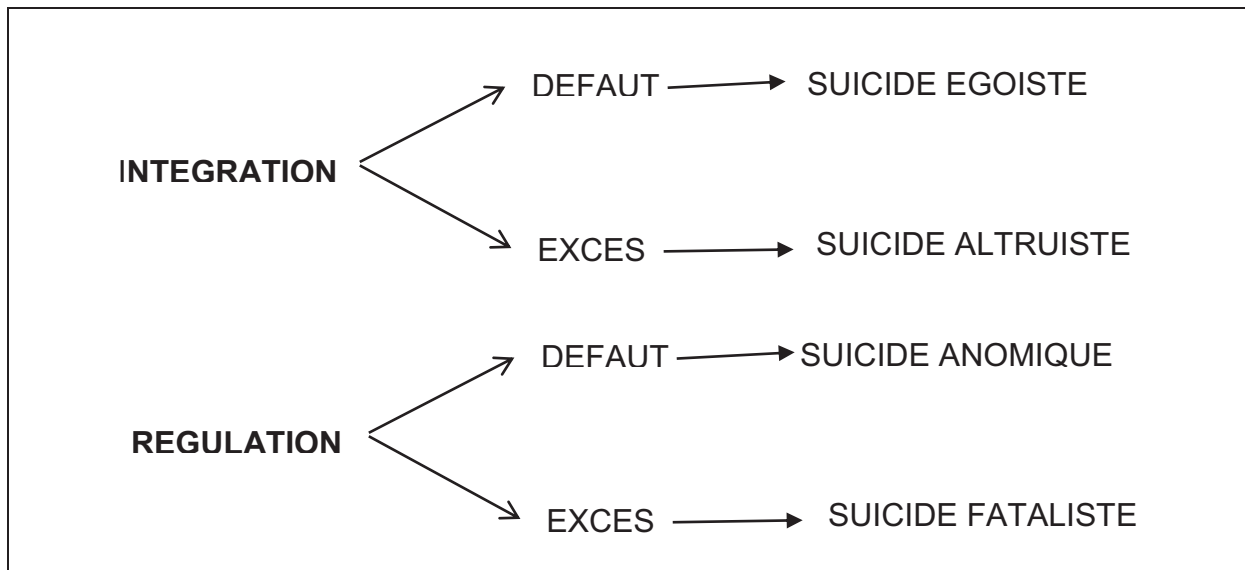 DEFAUT SUICIDE EGOISTE
INTEGRATION
EXCES SUICIDE ALTRUISTE
DEFAUT SUICIDE ANOMIQUE
REGULATION
EXCES SUICIDE FATALISTE